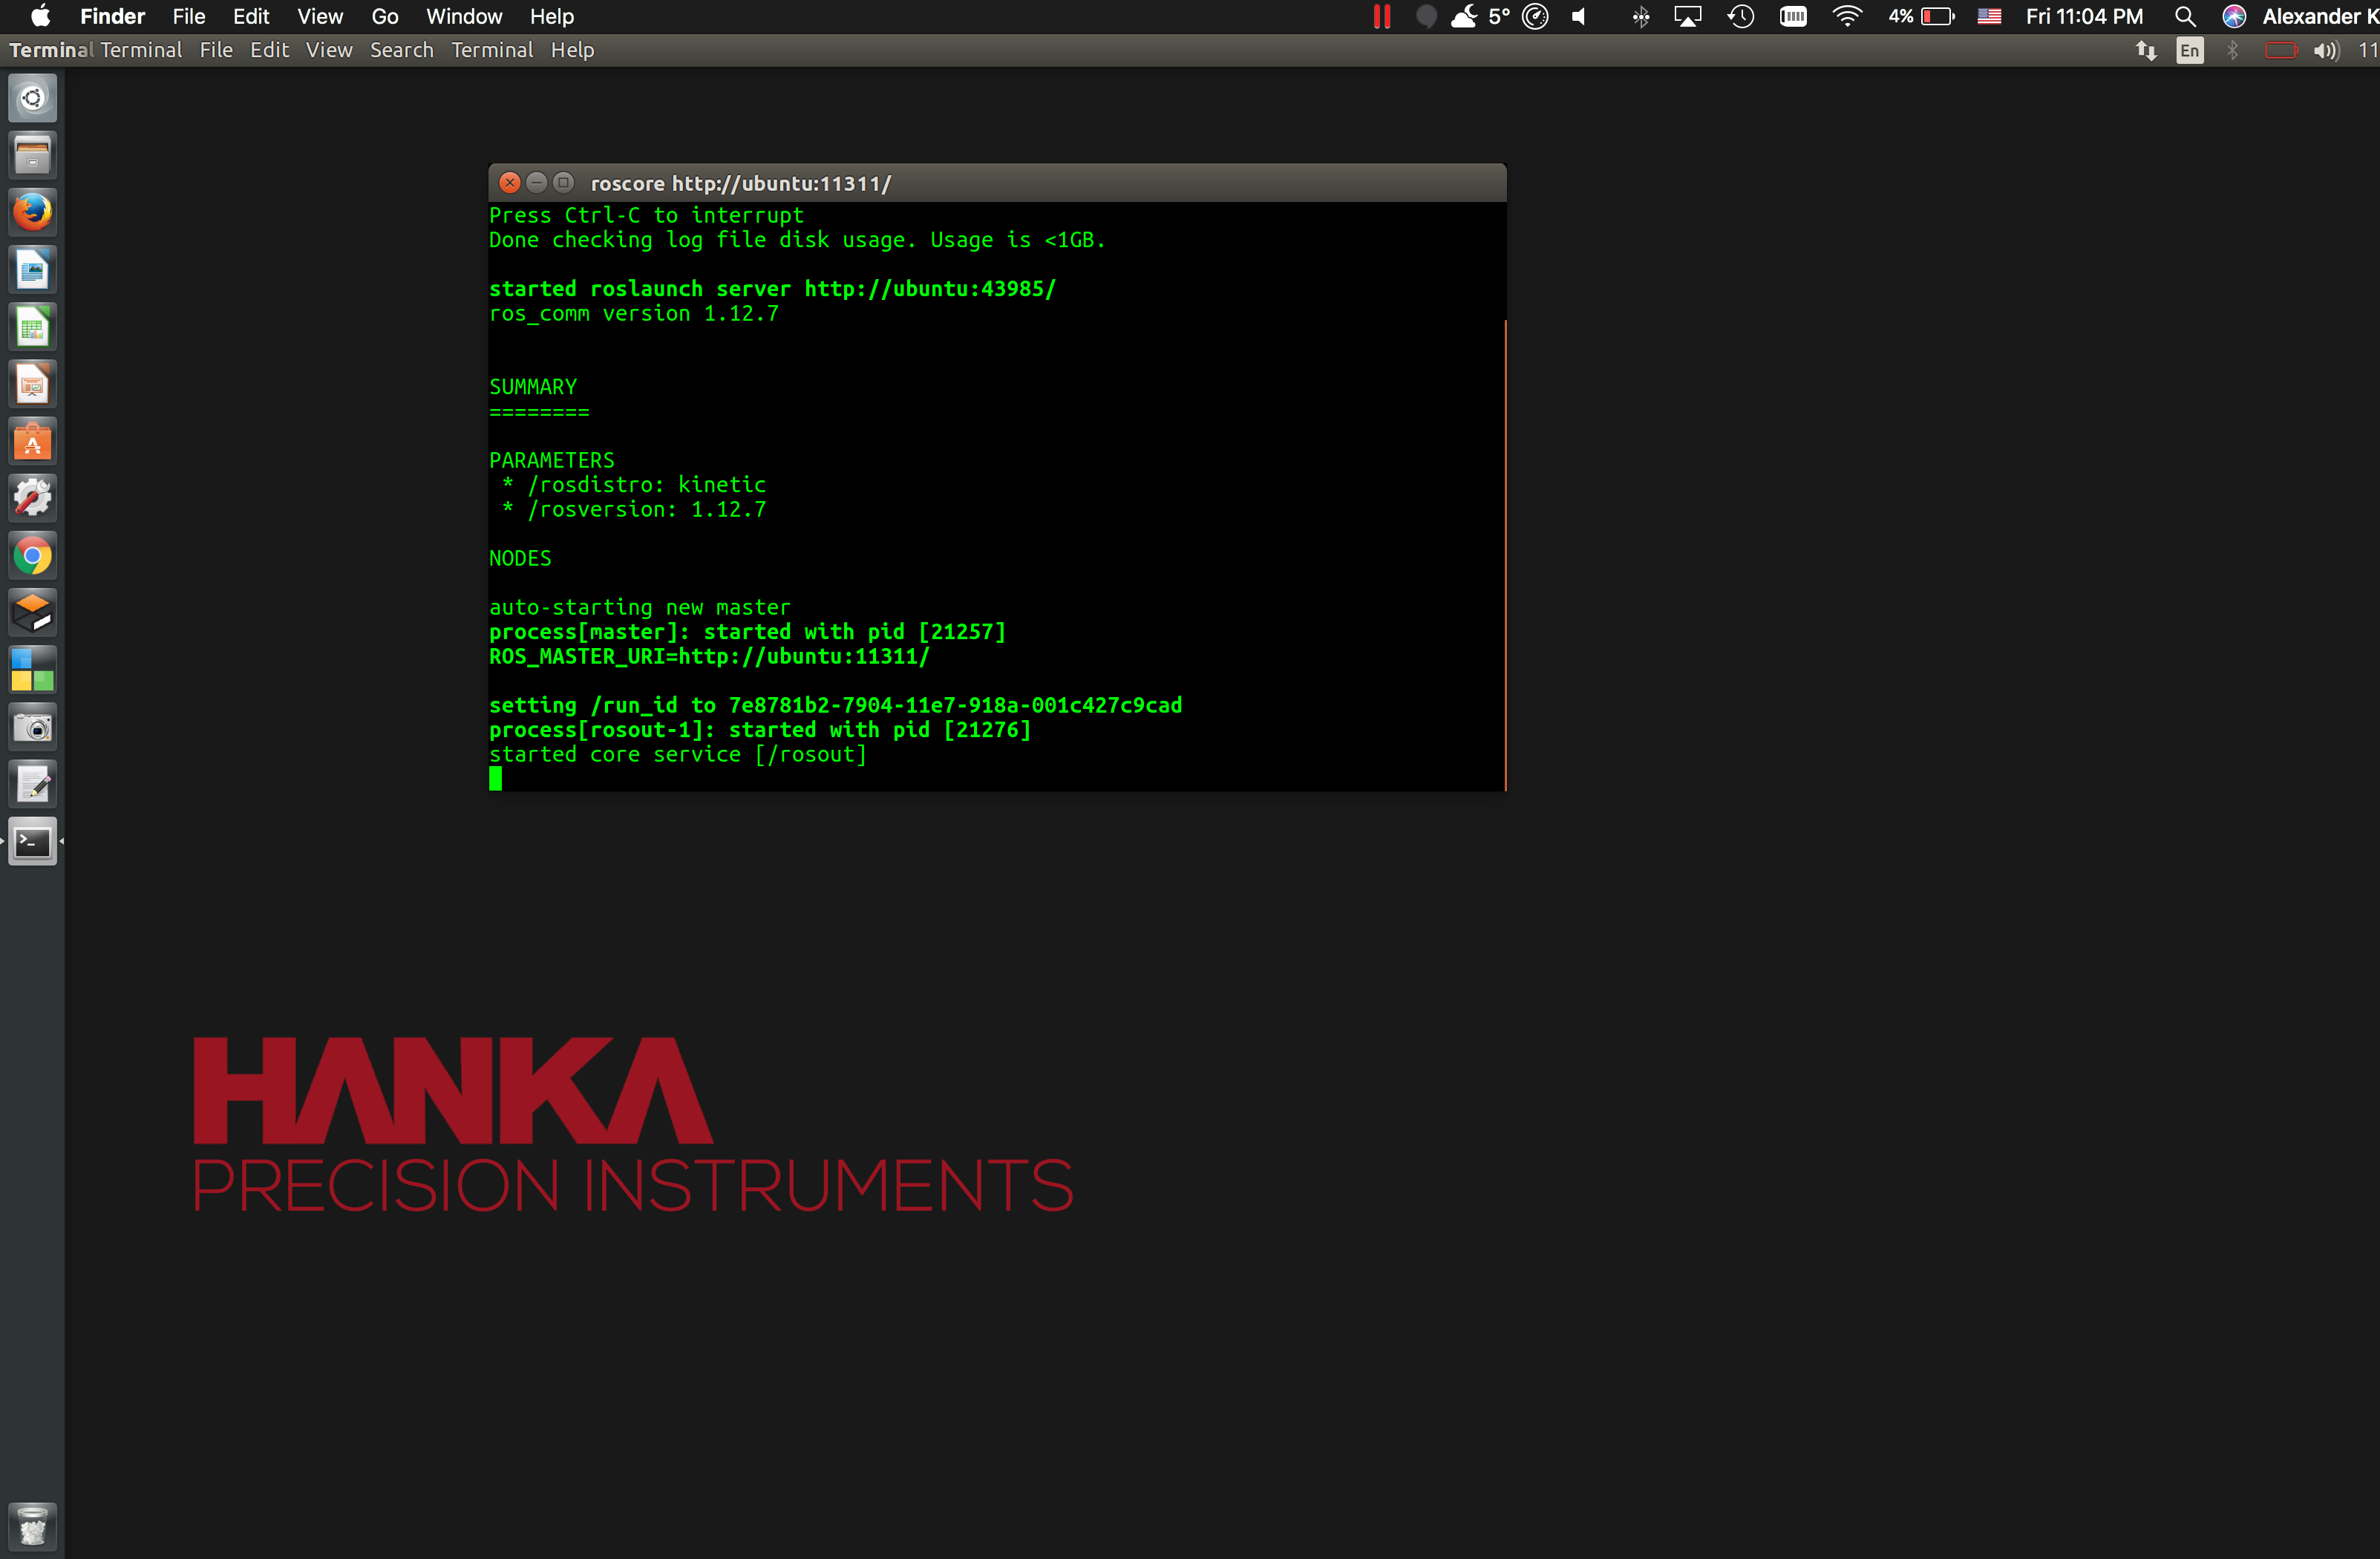 Finder File Edit View Go Window Help 5° 4% Fri 11:04 PM Alexander K
Terminal Terminal File Edit View Search Terminal Help En 11
roscore http://ubuntu:11311/
Press Ctrl-C to interrupt
Done checking log file disk usage. Usage is <1GB.
started roslaunch server http://ubuntu:43985/
ros_comm version 1.12.7
SUMMARY
========
PARAMETERS
* /rosdistro: kinetic
* /rosversion: 1.12.7
NODES
auto-starting new master
process[master]: started with pid [21257]
ROS_MASTER_URI=http://ubuntu:11311/
setting /run_id to 7e8781b2-7904-11e7-918a-001c427c9cad
process[rosout-1]: started with pid [21276]
started core service [/rosout]
HANKA
PRECISION INSTRUMENTS